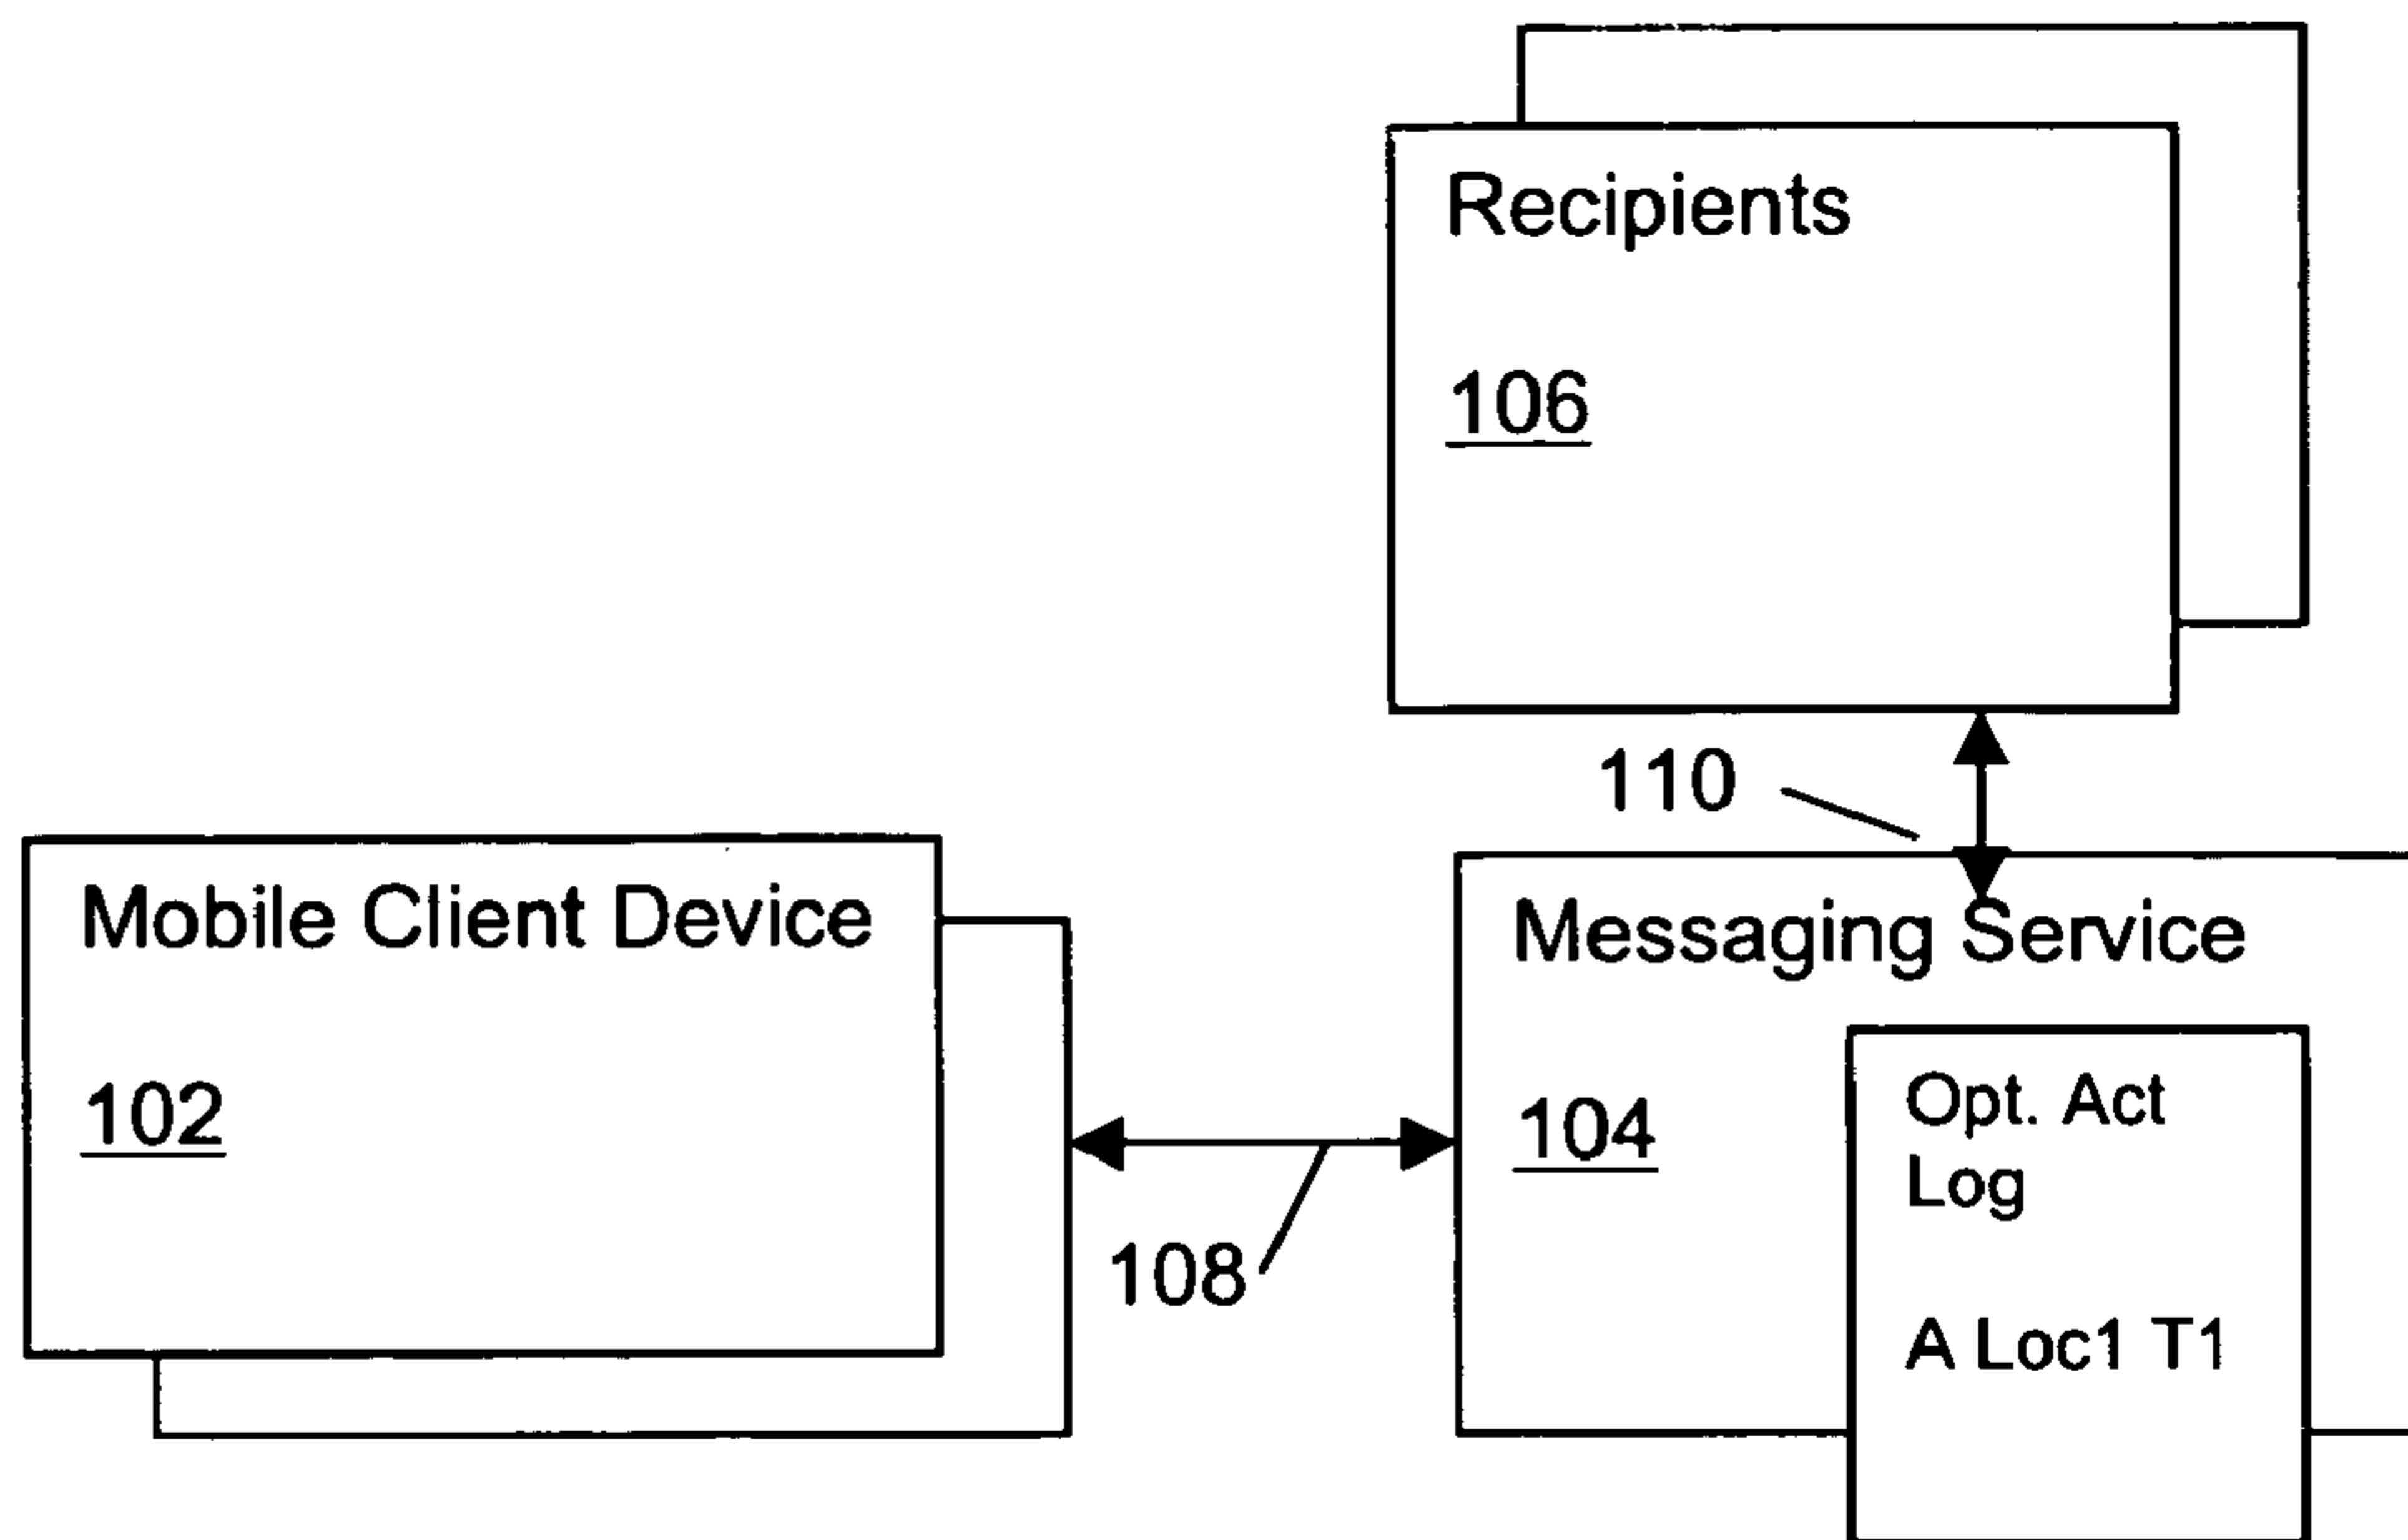 Recipients
106
110
Mobile Client Device
102
108
Messaging Service
104
Opt. Act
Log
A Loc1 T1